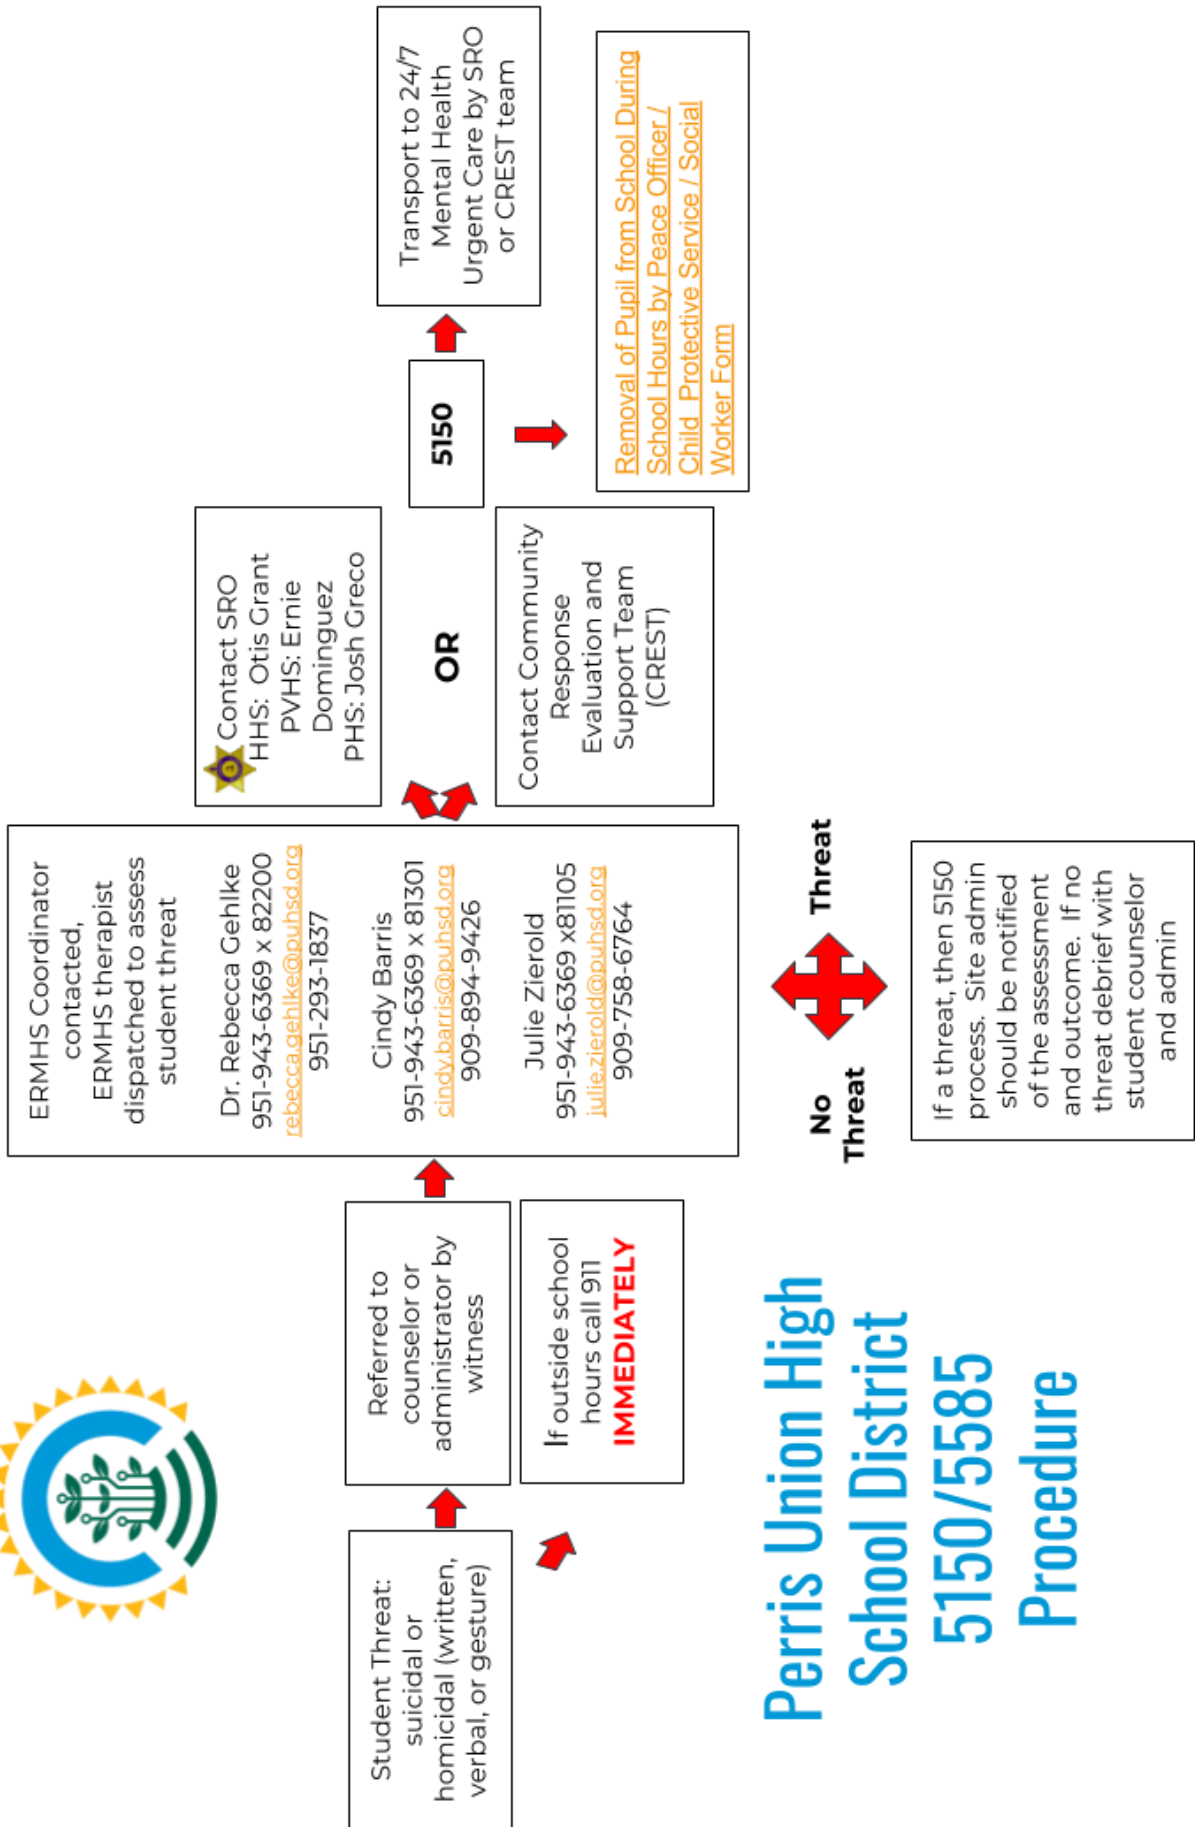 Student Threat:
suicidal or
homicidal (written,
verbal, or gesture)
Referred to
counselor or
administrator by
witness
If outside school
hours call 911
IMMEDIATELY
ERMHS Coordinator
contacted,
ERMHS therapist
dispatched to assess
student threat
Dr. Rebecca Gehlke
951-943-6369 x 82200
rebecca.gehlke@puhsd.org
951-293-1837
Cindy Barris
951-943-6369 x 81301
cindy.barris@puhsd.org
909-894-9426
Julie Zierold
951-943-6369 x81105
julie.zierold@puhsd.org
909-758-6764
Contact SRO
HHS: Otis Grant
PVHS: Ernie
Dominguez
PHS: Josh Greco
OR
Contact Community
Response
Evaluation and
Support Team
(CREST)
5150
Transport to 24/7
Mental Health
Urgent Care by SRO
or CREST team
Removal of Pupil from School During
School Hours by Peace Officer /
Child Protective Service / Social
Worker Form
No
Threat
Threat
If a threat, then 5150
process. Site admin
should be notified
of the assessment
and outcome. If no
threat debrief with
student counselor
and admin
Perris Union High
School District
5150/5585
Procedure